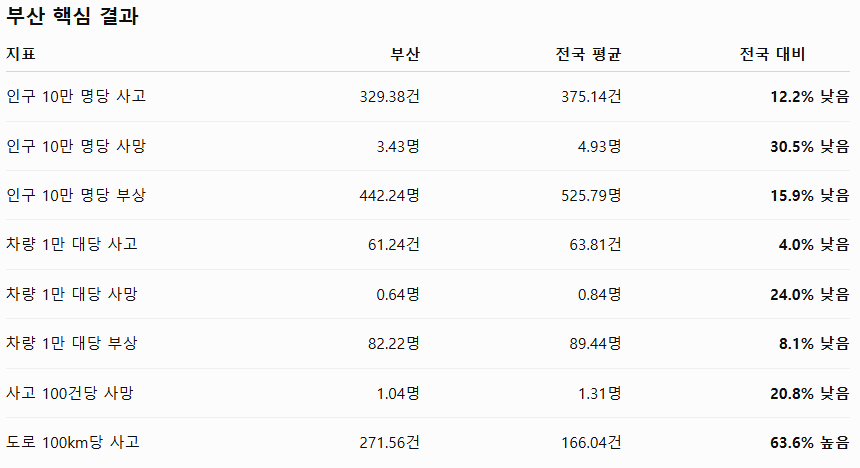 부산 핵심 결과
지표 부산 전국 평균 전국 대비
인구 10만 명당 사고 329.38건 375.14건 12.2% 낮음
인구 10만 명당 사망 3.43명 4.93명 30.5% 낮음
인구 10만 명당 부상 442.24명 525.79명 15.9% 낮음
차량 1만 대당 사고 61.24건 63.81건 4.0% 낮음
차량 1만 대당 사망 0.64명 0.84명 24.0% 낮음
차량 1만 대당 부상 82.22명 89.44명 8.1% 낮음
사고 100건당 사망 1.04명 1.31명 20.8% 낮음
도로 100km당 사고 271.56건 166.04건 63.6% 높음